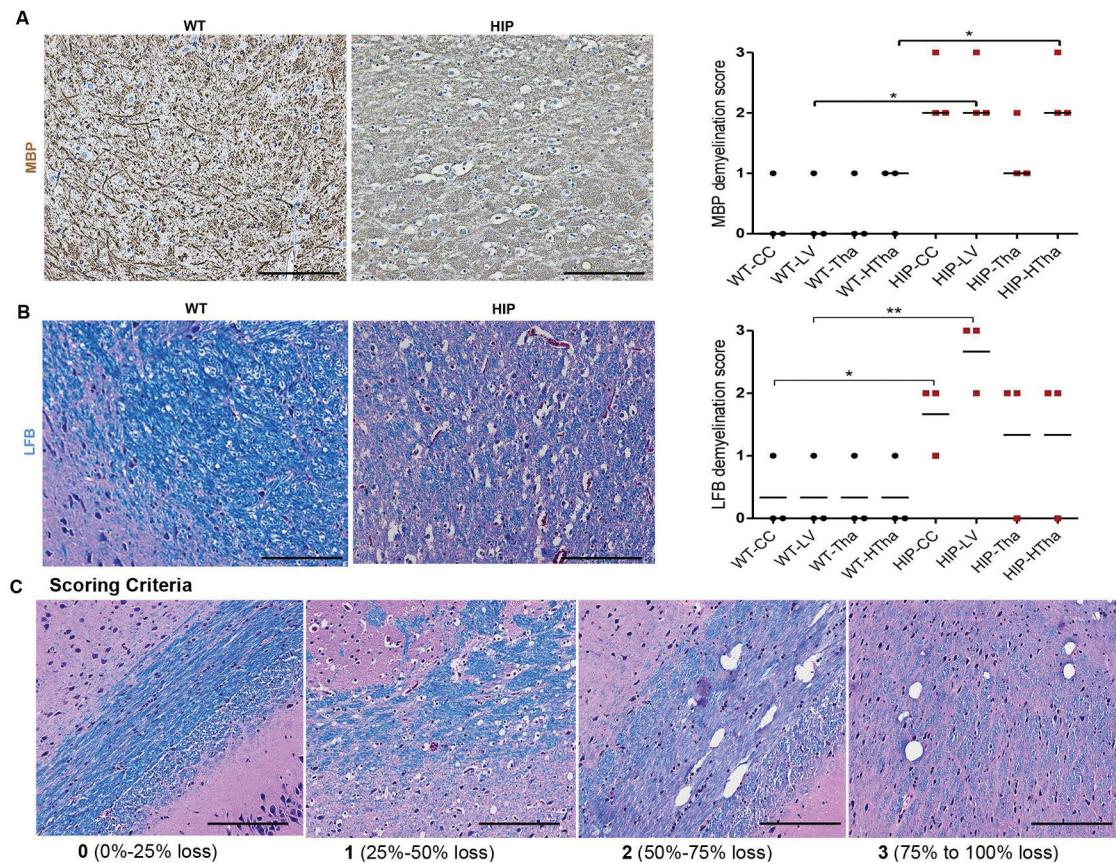 A
WT
HIP
MBP
MBP demyelination score
3
2
1
0
*
*
WT-CC
WT-LV
WT-Tha
WT-HTha
HIP-CC
HIP-LV
HIP-Tha
HIP-HTha
B
WT
HIP
LFB
LFB demyelination score
3
2
1
0
**
*
WT-CC
WT-LV
WT-Tha
WT-HTha
HIP-CC
HIP-LV
HIP-Tha
HIP-HTha
C Scoring Criteria
0 (0%-25% loss)
1 (25%-50% loss)
2 (50%-75% loss)
3 (75% to 100% loss)